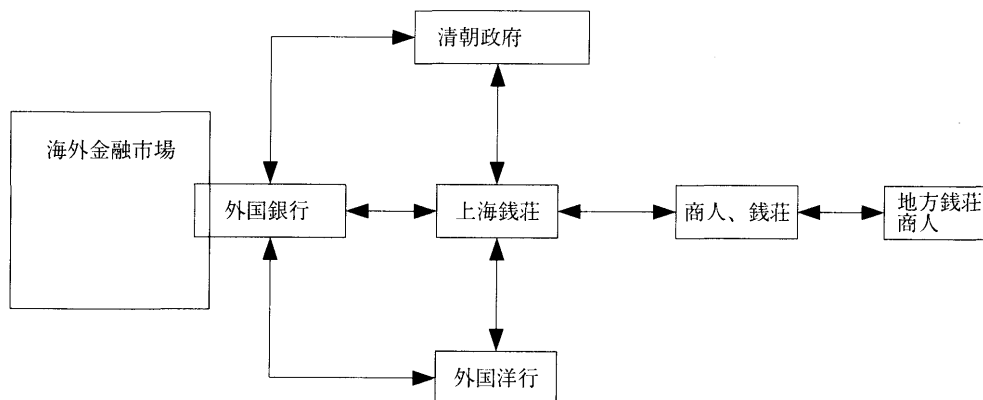 清朝政府
海外金融市場
外国銀行
上海銭荘
商人、銭荘
地方銭荘
商人
外国洋行